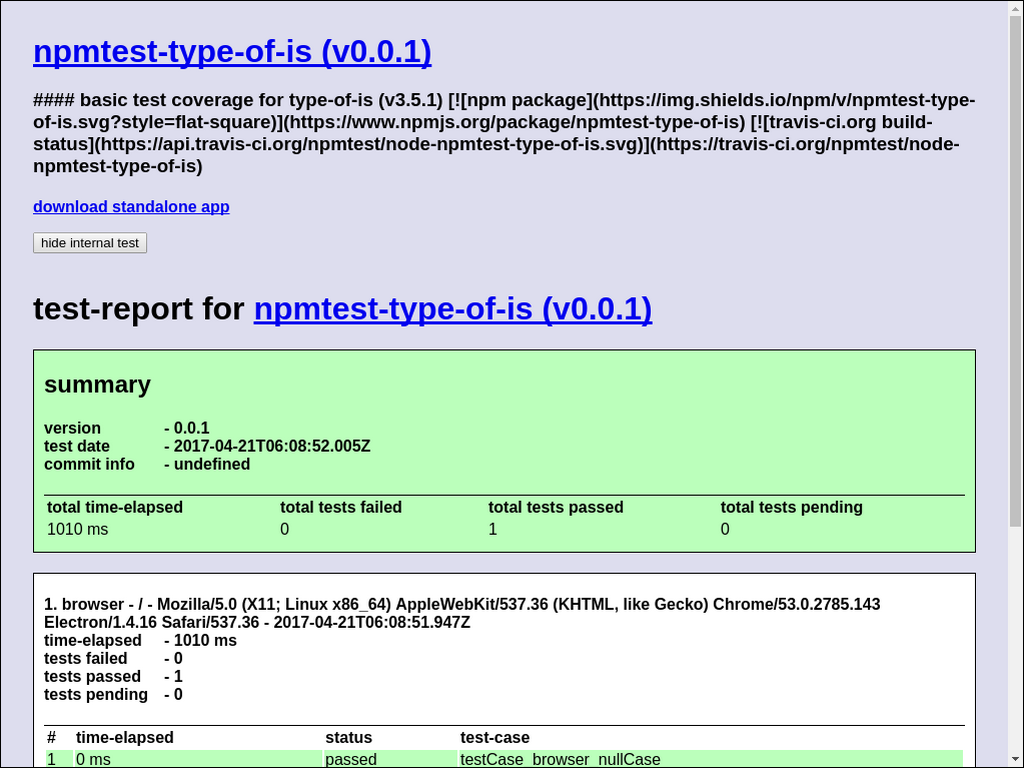 npmtest-type-of-is (v0.0.1)
#### basic test coverage for type-of-is (v3.5.1) [![npm package](https://img.shields.io/npm/v/npmtest-type-
of-is.svg?style=flat-square)](https://www.npmjs.org/package/npmtest-type-of-is) [![travis-ci.org build-
status](https://api.travis-ci.org/npmtest/node-npmtest-type-of-is.svg)](https://travis-ci.org/npmtest/node-
npmtest-type-of-is)
download standalone app
hide internal test
test-report for npmtest-type-of-is (v0.0.1)
summary
version - 0.0.1
test date - 2017-04-21T06:08:52.005Z
commit info - undefined
total time-elapsed total tests failed total tests passed total tests pending
1010 ms 0 1 0
1. browser - / - Mozilla/5.0 (X11; Linux x86_64) AppleWebKit/537.36 (KHTML, like Gecko) Chrome/53.0.2785.143
Electron/1.4.16 Safari/537.36 - 2017-04-21T06:08:51.947Z
time-elapsed - 1010 ms
tests failed - 0
tests passed - 1
tests pending - 0
# time-elapsed status test-case
1 0 ms passed testCase_browser_nullCase